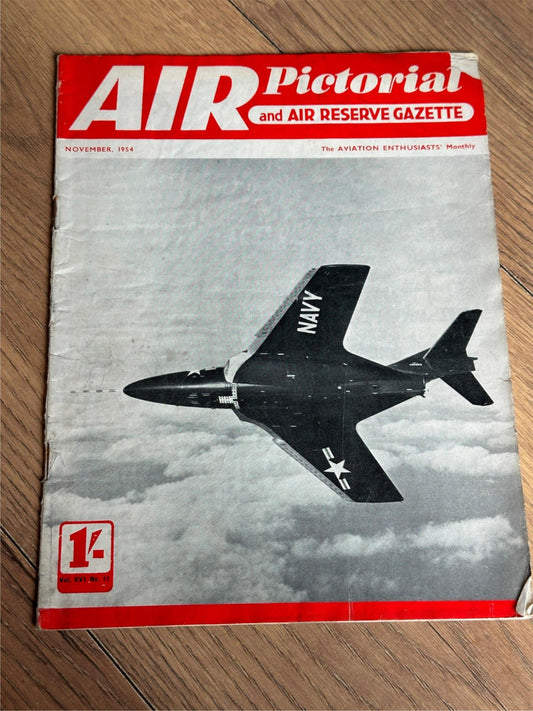 AIR Pictorial
and AIR RESERVE GAZETTE
NOVEMBER, 1954
The AVIATION ENTHUSIASTS' Monthly
NAVY
1/-
Vol. XVI No. 11